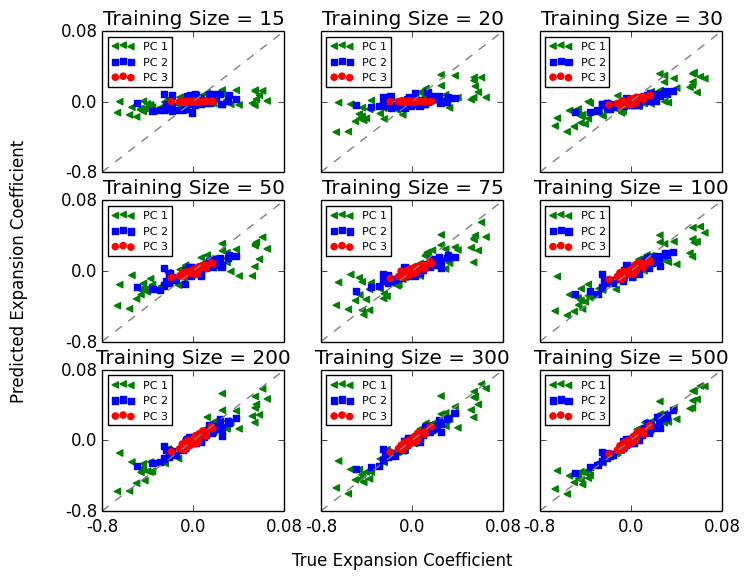 Training Size = 15 Training Size = 20 Training Size = 30
0.08
PC 1 PC 1 PC 1
PC 2 PC 2 PC 2
PC 3 PC 3 PC 3
0.0
-0.8
Training Size = 50 Training Size = 75 Training Size = 100
0.08
PC 1 PC 1 PC 1
PC 2 PC 2 PC 2
PC 3 PC 3 PC 3
0.0
-0.8
Predicted Expansion Coefficient
Training Size = 200 Training Size = 300 Training Size = 500
0.08
PC 1 PC 1 PC 1
PC 2 PC 2 PC 2
PC 3 PC 3 PC 3
0.0
-0.8
-0.8 0.0 0.08 -0.8 0.0 0.08 -0.8 0.0 0.08
True Expansion Coefficient